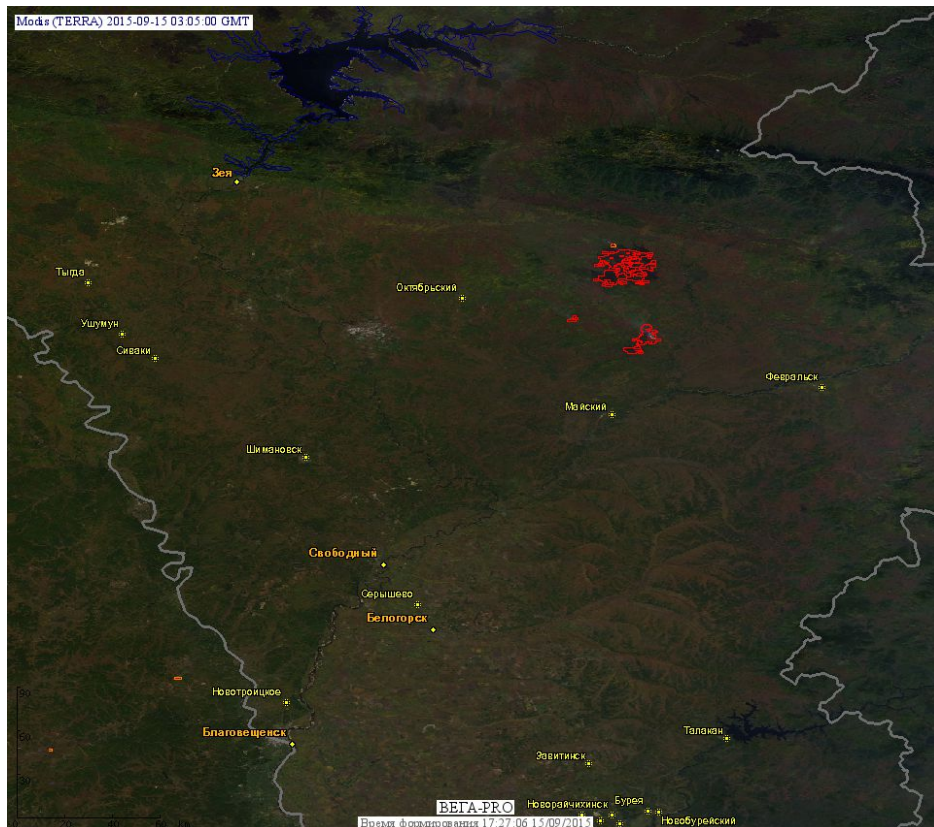 Modis (TERRA) 2015-09-15 03:05:00 GMT
Зея
Тыгда
Октябрьский
Ушумун
Сиваки
Февральск
Майский
Шимановск
Свободный
Серышево
Белогорск
Новотроицкое
Благовещенск
Талакан
Завитинск
ВЕГА-PRO
Новорайчихинск
Бурея
Новобурейский
Время формирования 17:27:06 15/09/2015